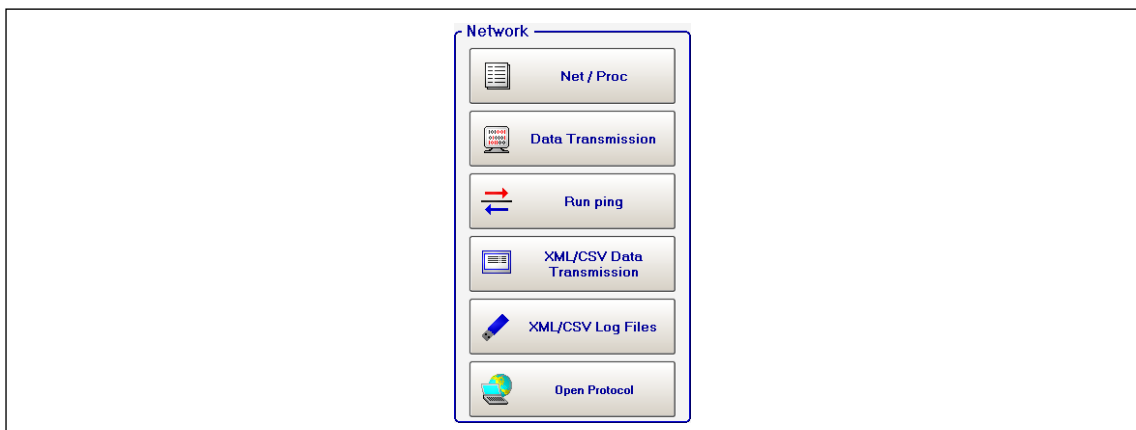 Network
Net / Proc
Data Transmission
Run ping
XML/CSV Data
Transmission
XML/CSV Log Files
Open Protocol